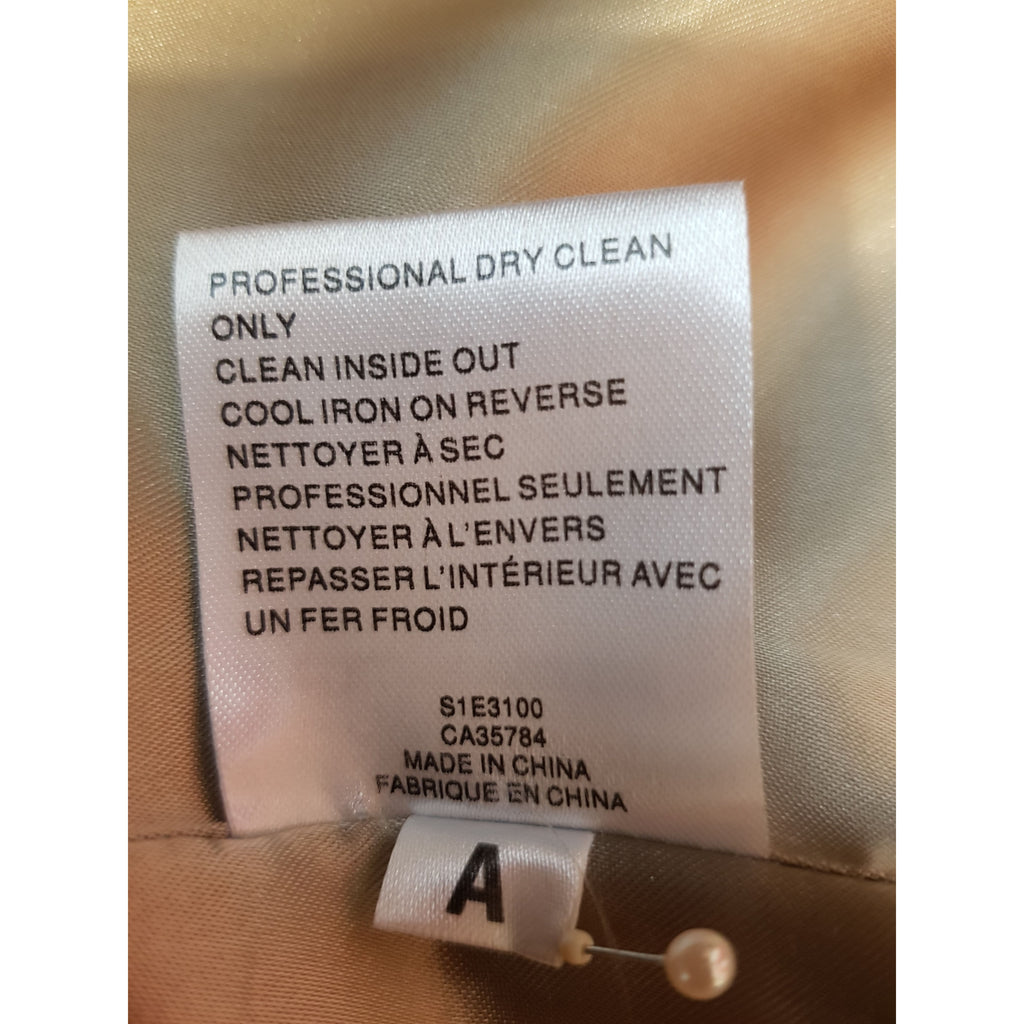 PROFESSIONAL DRY CLEAN
ONLY
CLEAN INSIDE OUT
COOL IRON ON REVERSE
NETTOYER À SEC
PROFESSIONNEL SEULEMENT
NETTOYER À L'ENVERS
REPASSER L'INTÉRIEUR AVEC
UN FER FROID
S1E3100
CA35784
MADE IN CHINA
FABRIQUE EN CHINA
A